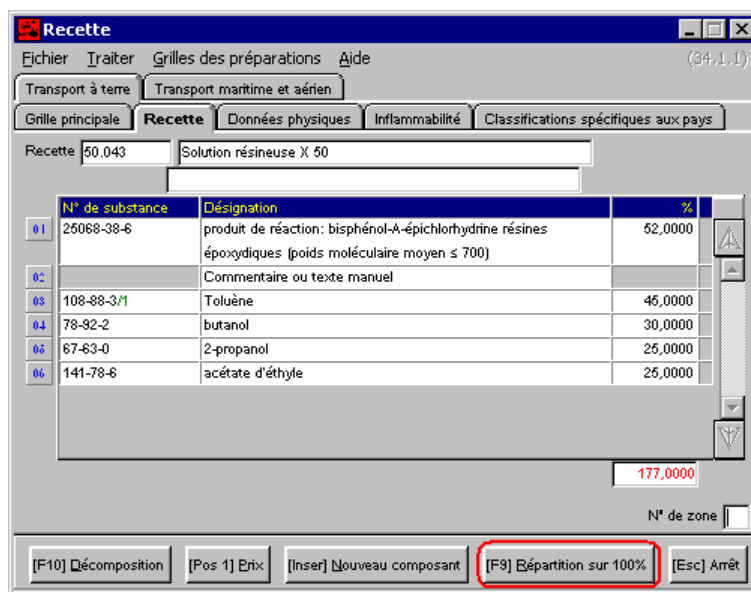 Recette
Fichier Traiter Grilles des préparations Aide (34.1.1)
Transport à terre Transport maritime et aérien
Grille principale Recette Données physiques Inflammabilité Classifications spécifiques aux pays
Recette 50.043 Solution résineuse X 50
N° de substance Désignation %
01 25068-38-6 produit de réaction: bisphénol-A-épichlorhydrine résines 52,0000
époxydiques (poids moléculaire moyen ≤ 700)
02 Commentaire ou texte manuel
03 108-88-3/1 Toluène 45,0000
04 78-92-2 butanol 30,0000
05 67-63-0 2-propanol 25,0000
06 141-78-6 acétate d'éthyle 25,0000
177,0000
N° de zone
[F10] Décomposition [Pos 1] Prix [Inser] Nouveau composant [F9] Répartition sur 100% [Esc] Arrêt